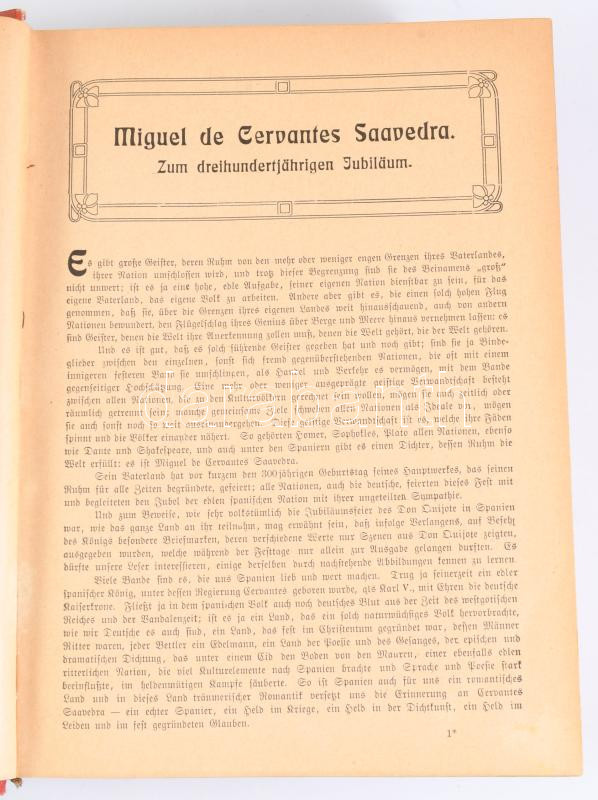 Miguel de Cervantes Saavedra.
Zum dreihundertjährigen Jubiläum.
Es gibt große Geister, deren Ruhm von den mehr oder weniger engen Grenzen ihres Vaterlandes,
ihrer Nation umschlossen wird, und trotz dieser Begrenzung sind sie des Beinamens „groß“
nicht unwert; ist es ja eine hohe, edle Aufgabe, seiner eigenen Nation dienstbar zu sein, für das
eigene Vaterland, das eigene Volk zu arbeiten. Andere aber gibt es, die einen solch hohen Flug
genommen, daß sie, über die Grenzen ihres eigenen Landes weit hinausschauend, auch von andern
Nationen bewundert, den Flügelschlag ihres Genius über Berge und Meere hinaus vernehmen lassen; es
sind Geister, denen die Welt ihre Anerkennung zollen muß, denen die Welt gehört, die der Welt gehören.
Und es ist gut, daß es solch führende Geister gegeben hat und noch gibt; sind sie ja Binde-
glieder zwischen den einzelnen, sonst sich fremd gegenüberstehenden Nationen, die oft mit einem
innigeren festeren Band sie umschlingen, als Handel und Verkehr es vermögen, mit dem Bande
gegenseitiger Hochschätzung. Eine mehr oder weniger ausgeprägte geistige Verwandtschaft besteht
zwischen allen Nationen, die zu den Kulturvölkern gerechnet sein wollen, mögen sie auch zeitlich oder
räumlich getrennt sein; manche gemeinsame Ziele schweben allen Nationen als Ideale vor, mögen
sie auch sonst noch so weit auseinandergehen. Diese geistige Verwandtschaft ist es, welche ihre Fäden
spinnt und die Völker einander nähert. So gehörten Homer, Sophokles, Plato allen Nationen, ebenso
wie Dante und Shakespeare, und auch unter den Spaniern gibt es einen Dichter, dessen Ruhm die
Welt erfüllt: es ist Miguel de Cervantes Saavedra.
Sein Vaterland hat vor kurzem den 300jährigen Geburtstag seines Hauptwerkes, das seinen
Ruhm für alle Zeiten begründete, gefeiert; alle Nationen, auch die deutsche, feierten dieses Fest mit
und begleiteten den Jubel der edlen spanischen Nation mit ihrer ungeteilten Sympathie.
Und zum Beweise, wie sehr volkstümlich die Jubiläumsfeier des Don Quijote in Spanien
war, wie das ganze Land an ihr teilnahm, mag erwähnt sein, daß infolge Verlangens, auf Befehl
des Königs besondere Briefmarken, deren verschiedene Werte nur Szenen aus Don Quijote zeigten,
ausgegeben wurden, welche während der Festtage nur allein zur Ausgabe gelangen durften. Es
dürfte unsere Leser interessieren, einige derselben durch nachstehende Abbildungen kennen zu lernen.
Viele Bande sind es, die uns Spanien lieb und wert machen. Trug ja seinerzeit ein edler
spanischer König, unter dessen Regierung Cervantes geboren wurde, als Karl V., mit Ehren die deutsche
Kaiserkrone. Fließt ja in dem spanischen Volk auch noch deutsches Blut aus der Zeit des westgotischen
Reiches und der Vandalenzeit; ist es ja ein Land, das ein solch naturwüchsiges Volk hervorbrachte,
wie wir Deutsche es auch sind, ein Land, das fest im Christentum gegründet war, dessen Männer
Ritter waren, jeder Bettler ein Edelmann, ein Land der Poesie und des Gesanges, der epischen und
dramatischen Dichtung, das unter einem Cid den Boden von den Mauren, einer ebenfalls edlen
ritterlichen Nation, die viel Kulturelemente nach Spanien brachte und Sprache und Poesie stark
beeinflußte, im heldenmütigen Kampfe säuberte. So ist Spanien auch für uns ein romantisches
Land und in dieses Land träumerischer Romantik versetzt uns die Erinnerung an Cervantes
Saavedra — ein echter Spanier, ein Held im Kriege, ein Held in der Dichtkunst, ein Held im
Leiden und im fest gegründeten Glauben.
1*